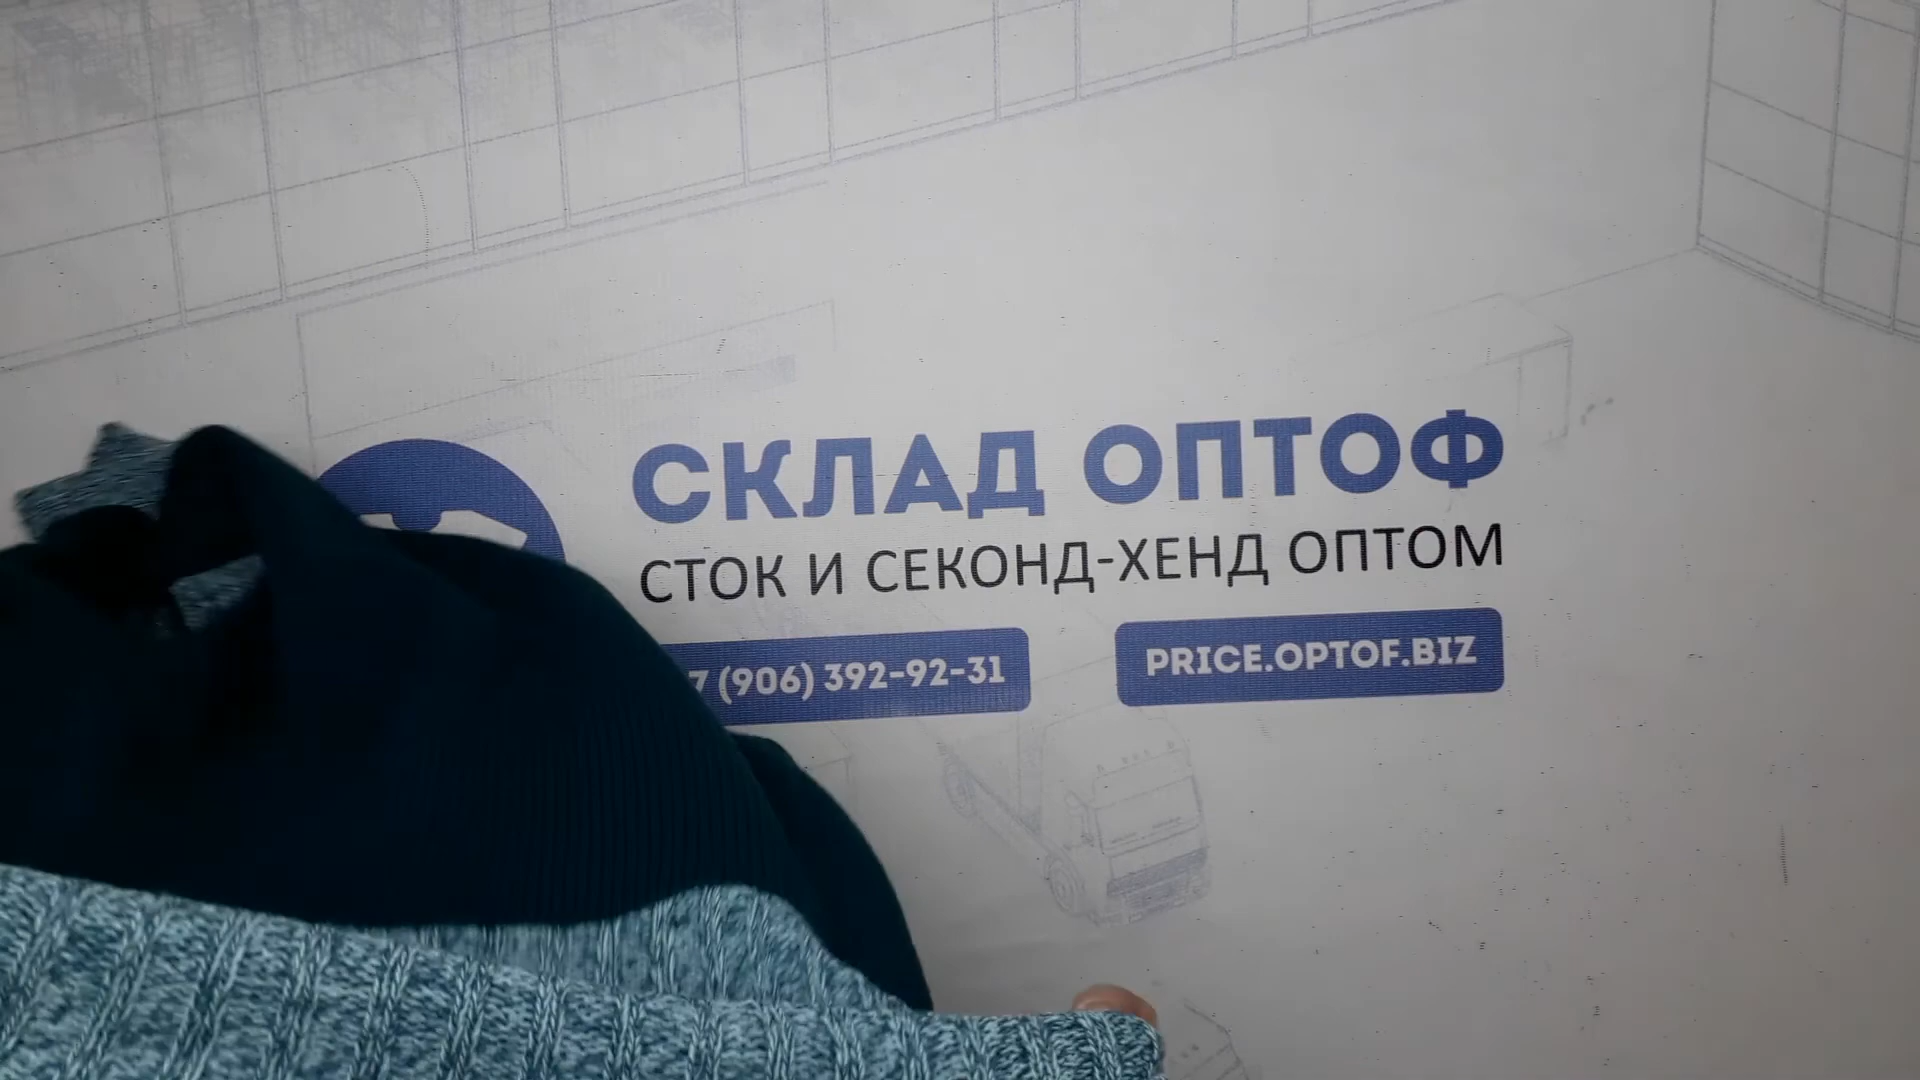 СКЛАД ОПТОФ
СТОК И СЕКОНД-ХЕНД ОПТОМ
7 (906) 392-92-31
PRICE.OPTOF.BIZ